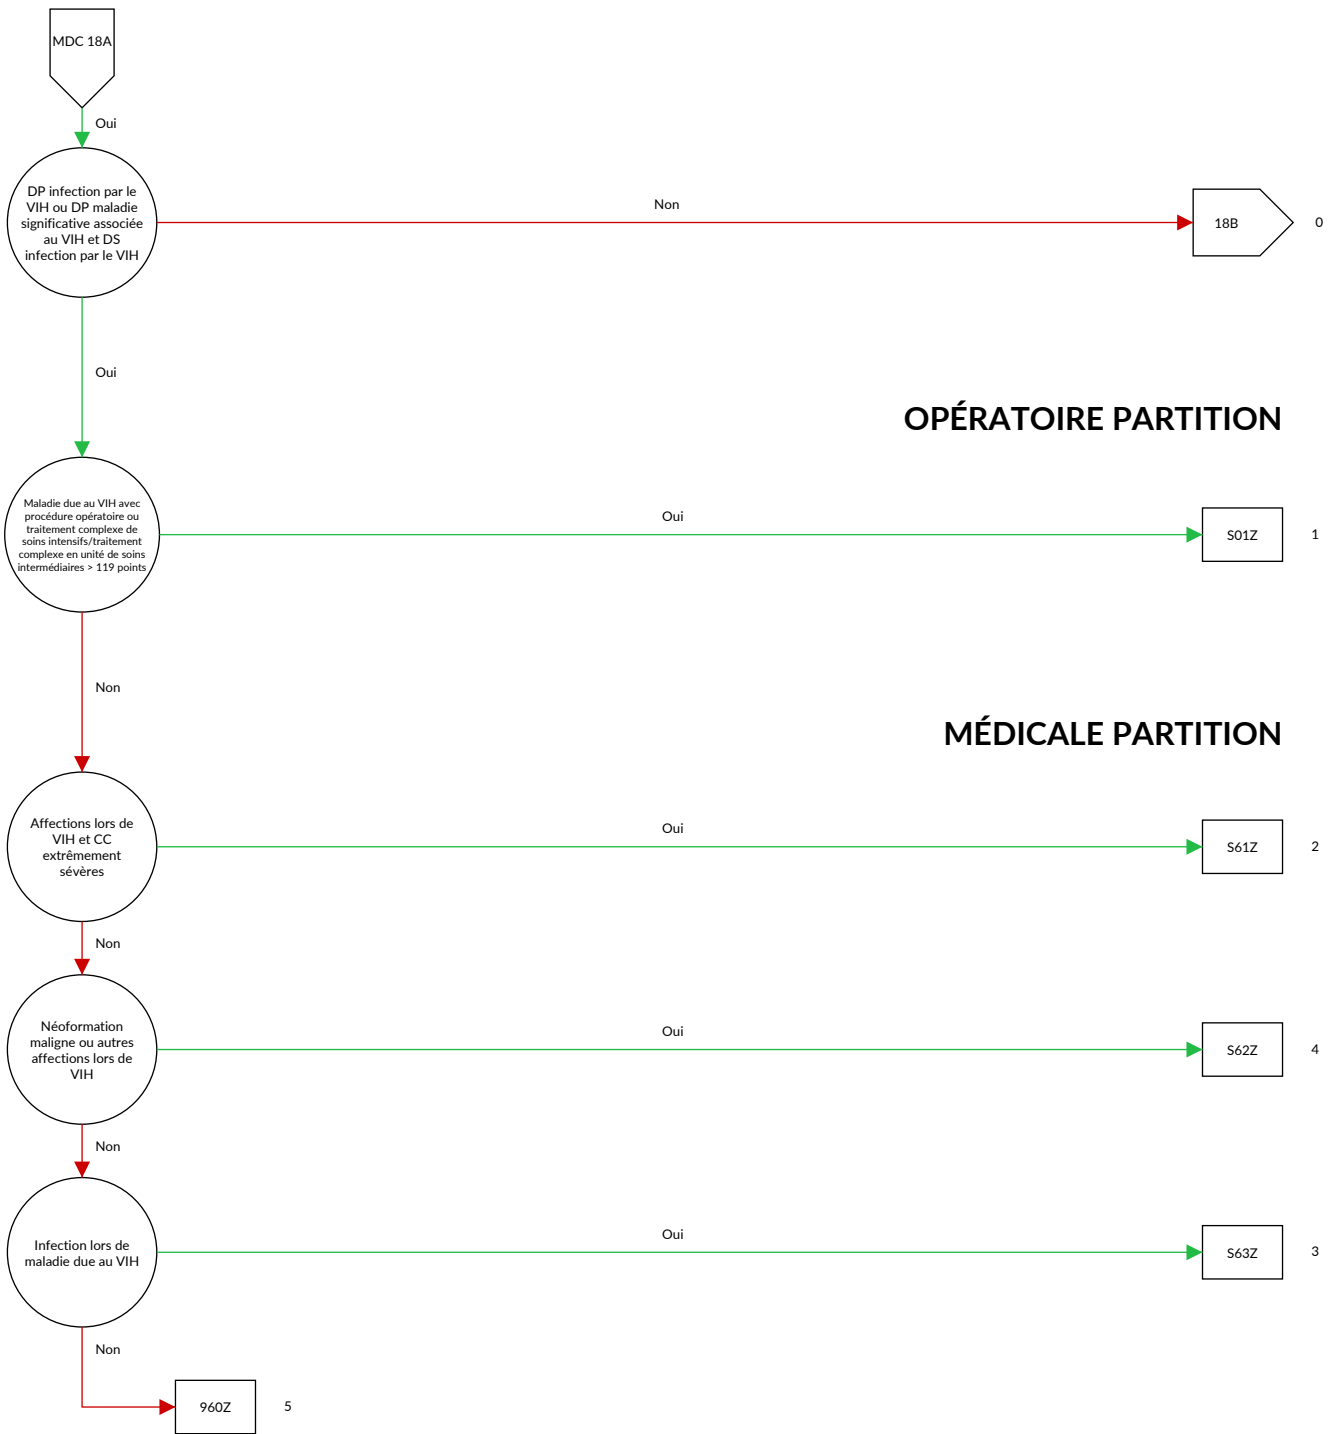 MDC 18A
Oui
DP infection par le
VIH ou DP maladie
significative associée
au VIH et DS
infection par le VIH
Non
18B
0
Oui
OPÉRATOIRE PARTITION
Maladie due au VIH avec
procédure opératoire ou
traitement complexe de
soins intensifs/traitement
complexe en unité de soins
intermédiaires > 119 points
Oui
S01Z
1
Non
MÉDICALE PARTITION
Affections lors de
VIH et CC
extrêmement
sévères
Oui
S61Z
2
Non
Néoformation
maligne ou autres
affections lors de
VIH
Oui
S62Z
4
Non
Infection lors de
maladie due au VIH
Oui
S63Z
3
Non
960Z
5